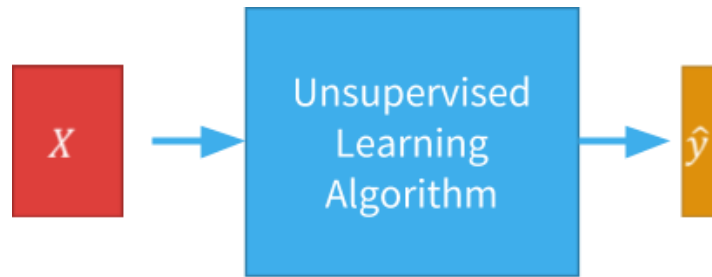 X
Unsupervised
Learning
Algorithm
ŷ